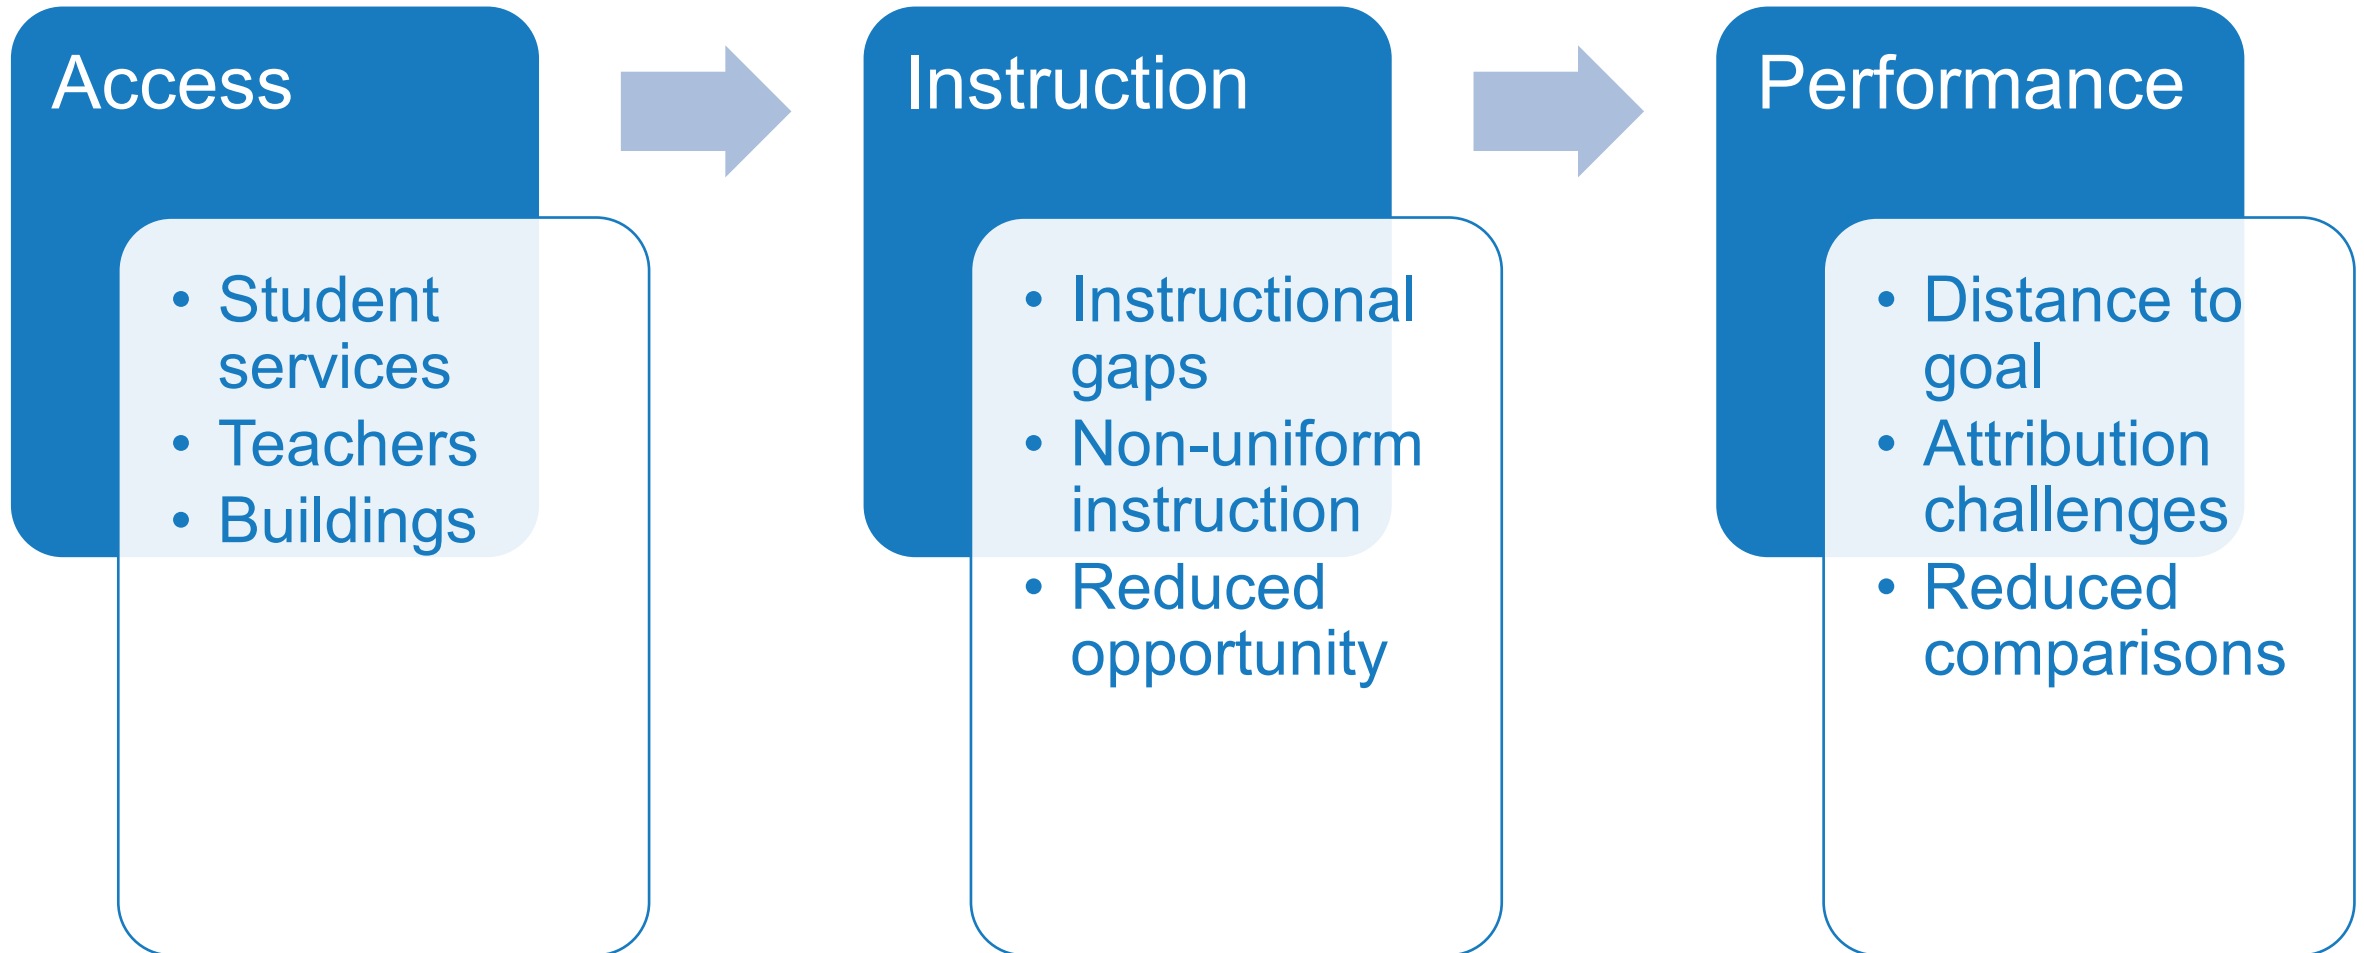 Access
• Student
services
• Teachers
• Buildings
Instruction
• Instructional
gaps
• Non-uniform
instruction
• Reduced
opportunity
Performance
• Distance to
goal
• Attribution
challenges
• Reduced
comparisons